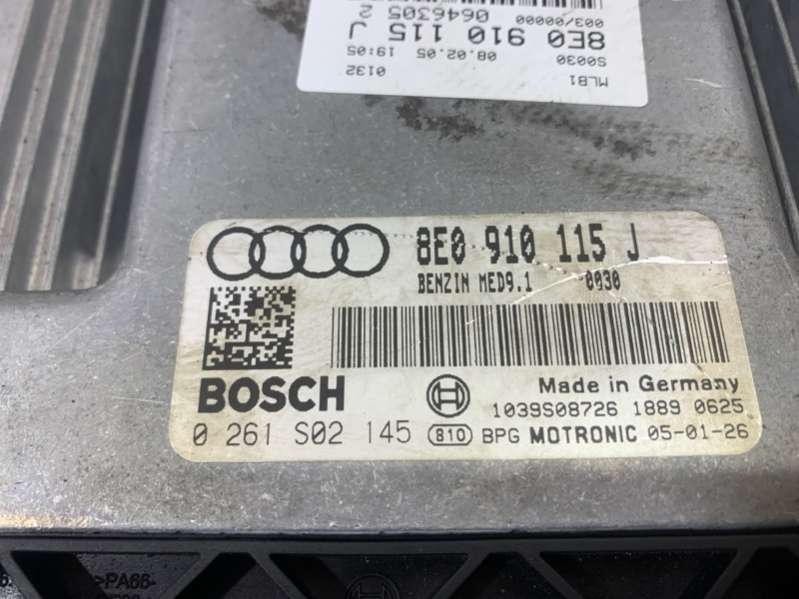 MLB1 0132
S0030 08.02.05 19:05
8E0 910 115 J
003/00000
0646305 2
8E0 910 115 J
BENZIN MED9.1 -0030
BOSCH
Made in Germany
1039S08726 1889 0625
0 261 S02 145 810 BPG MOTRONIC 05-01-26
>PA66-